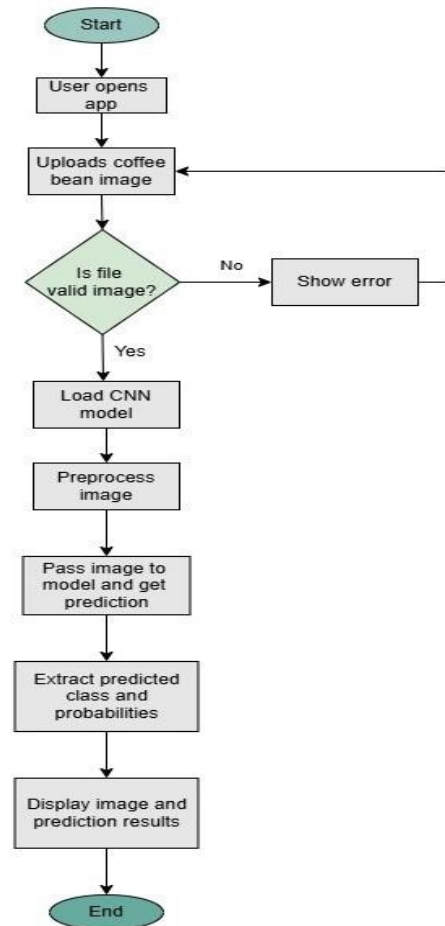 Start
User opens
app
Uploads coffee
bean image
Is file
valid image?
No
Show error
Yes
Load CNN
model
Preprocess
image
Pass image to
model and get
prediction
Extract predicted
class and
probabilities
Display image and
prediction results
End